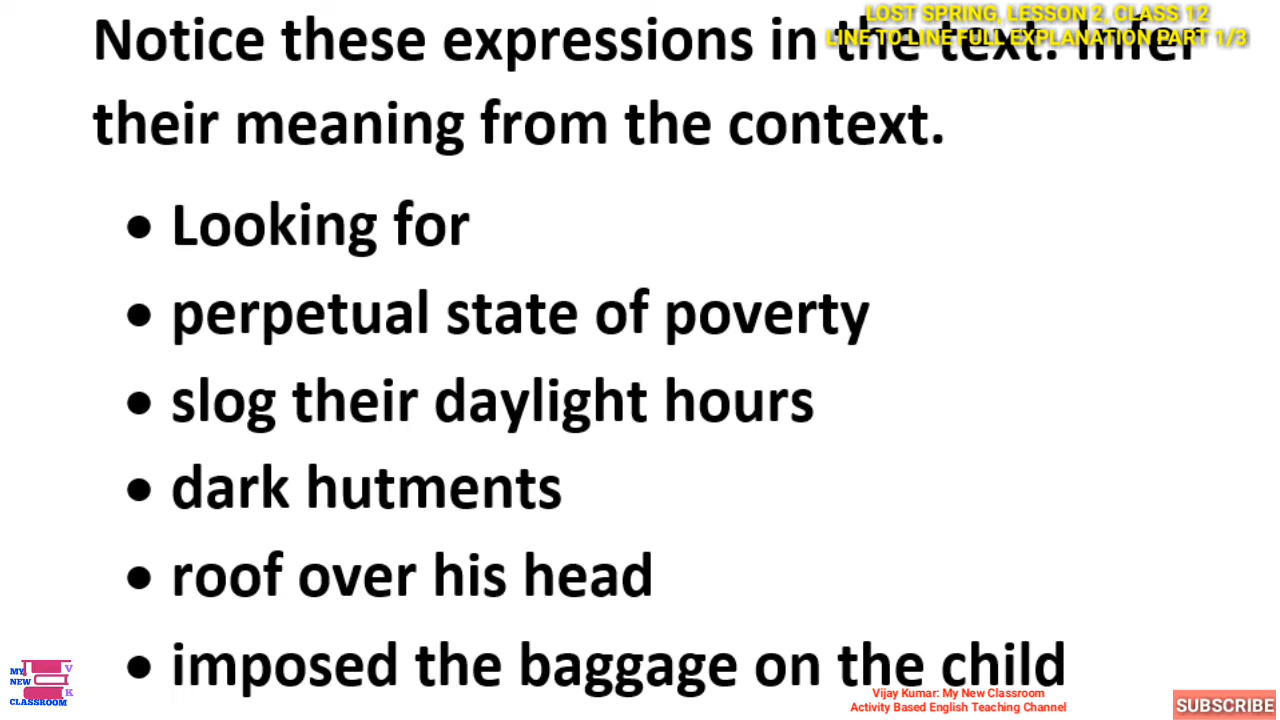 LOST SPRING, LESSON 2, CLASS 12
LINE TO LINE FULL EXPLANATION PART 1/3
Notice these expressions in the text. Infer
their meaning from the context.
• Looking for
• perpetual state of poverty
• slog their daylight hours
• dark hutments
• roof over his head
• imposed the baggage on the child
MY
NEW
CLASSROOM
V
K
Vijay Kumar: My New Classroom
Activity Based English Teaching Channel
SUBSCRIBE